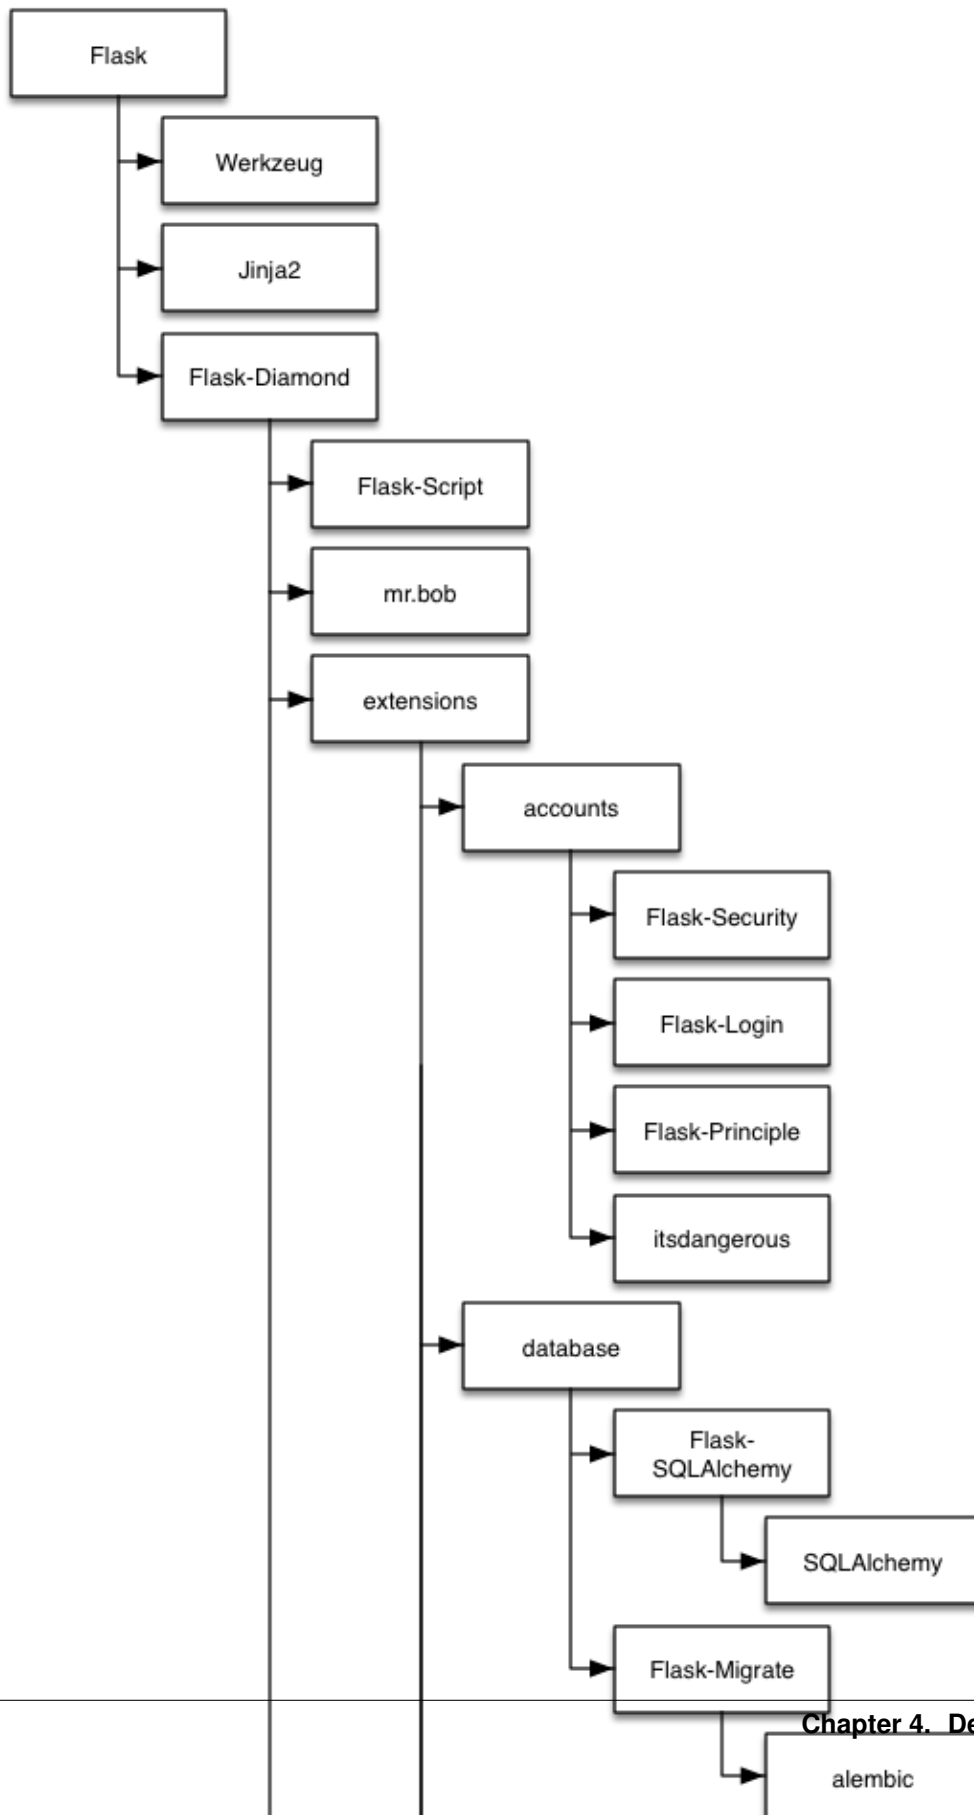 Flask
Werkzeug
Jinja2
Flask-Diamond
Flask-Script
mr.bob
extensions
accounts
Flask-Security
Flask-Login
Flask-Principle
itsdangerous
database
Flask-
SQLAlchemy
SQLAlchemy
Flask-Migrate
Chapter 4. De
alembic